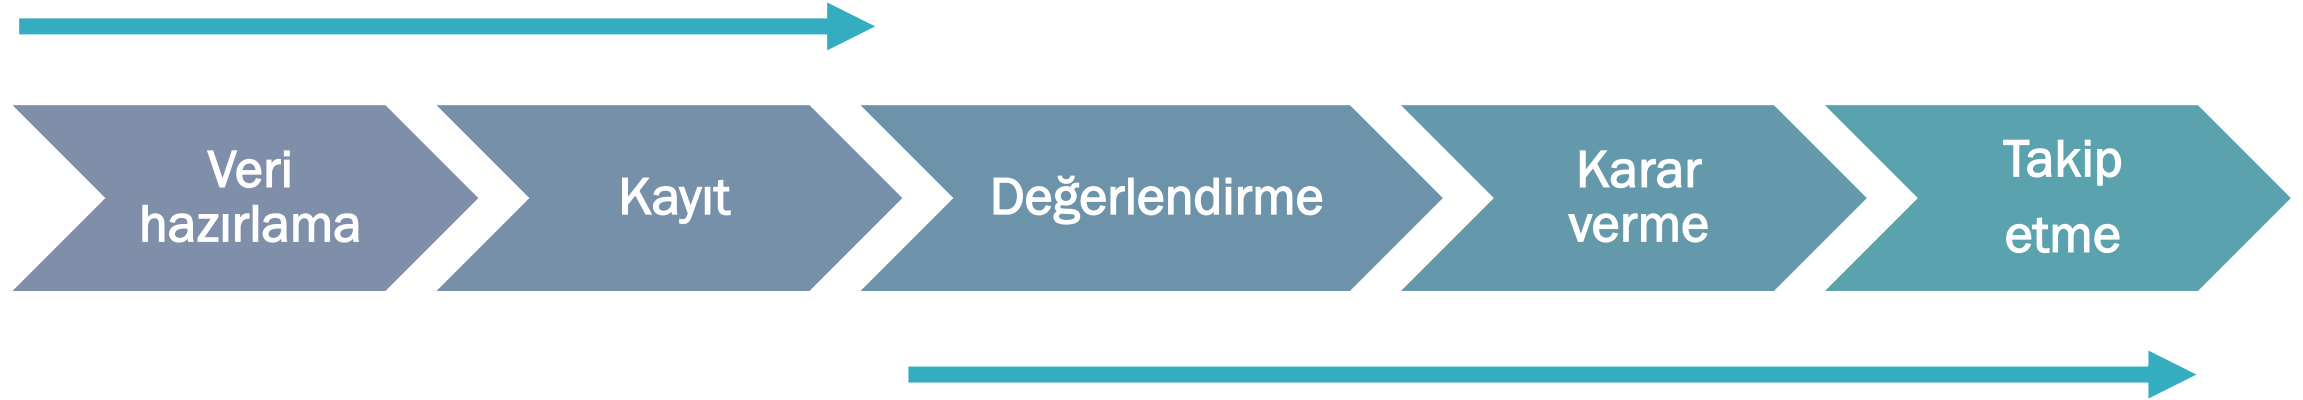 Veri
hazırlama
Kayıt
Değerlendirme
Karar
verme
Takip
etme